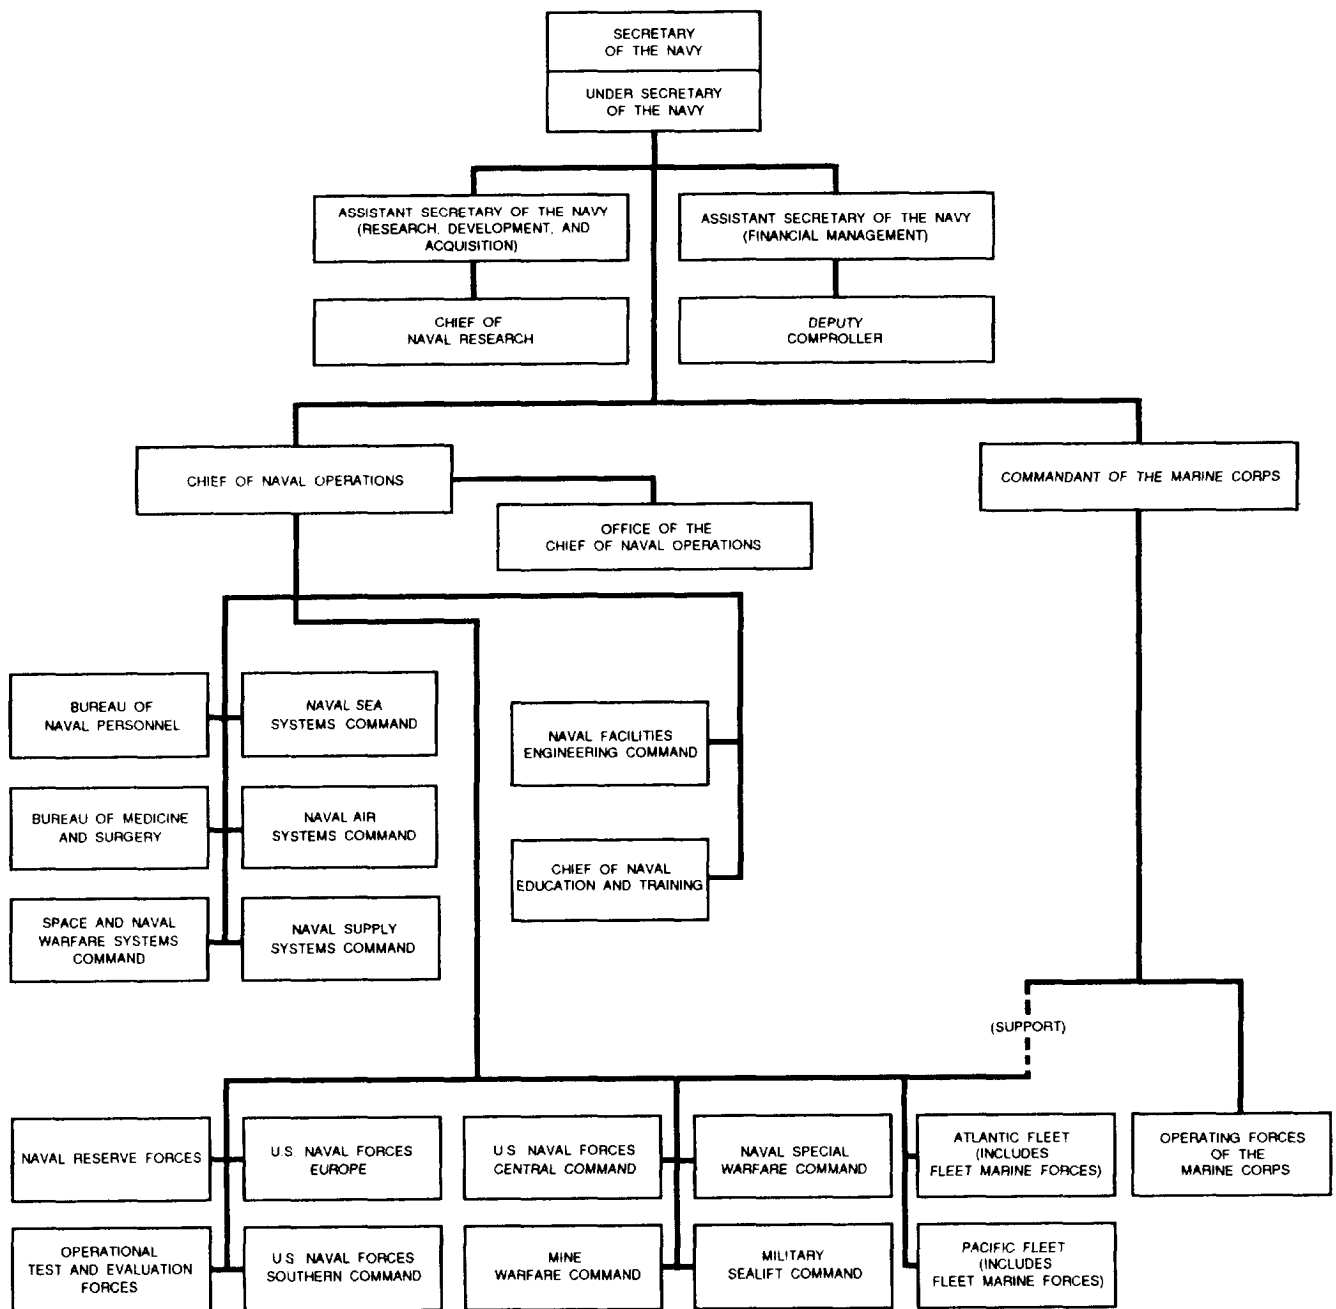 SECRETARY
OF THE NAVY
UNDER SECRETARY
OF THE NAVY
ASSISTANT SECRETARY OF THE NAVY
(RESEARCH, DEVELOPMENT, AND
ACQUISITION)
ASSISTANT SECRETARY OF THE NAVY
(FINANCIAL MANAGEMENT)
CHIEF OF
NAVAL RESEARCH
DEPUTY
COMPROLLER
CHIEF OF NAVAL OPERATIONS
COMMANDANT OF THE MARINE CORPS
OFFICE OF THE
CHIEF OF NAVAL OPERATIONS
BUREAU OF
NAVAL PERSONNEL
NAVAL SEA
SYSTEMS COMMAND
NAVAL FACILITIES
ENGINEERING COMMAND
BUREAU OF MEDICINE
AND SURGERY
NAVAL AIR
SYSTEMS COMMAND
CHIEF OF NAVAL
EDUCATION AND TRAINING
SPACE AND NAVAL
WARFARE SYSTEMS
COMMAND
NAVAL SUPPLY
SYSTEMS COMMAND
(SUPPORT)
NAVAL RESERVE FORCES
U.S. NAVAL FORCES
EUROPE
U.S. NAVAL FORCES
CENTRAL COMMAND
NAVAL SPECIAL
WARFARE COMMAND
ATLANTIC FLEET
(INCLUDES
FLEET MARINE FORCES)
OPERATING FORCES
OF THE
MARINE CORPS
OPERATIONAL
TEST AND EVALUATION
FORCES
U.S. NAVAL FORCES
SOUTHERN COMMAND
MINE
WARFARE COMMAND
MILITARY
SEALIFT COMMAND
PACIFIC FLEET
(INCLUDES
FLEET MARINE FORCES)